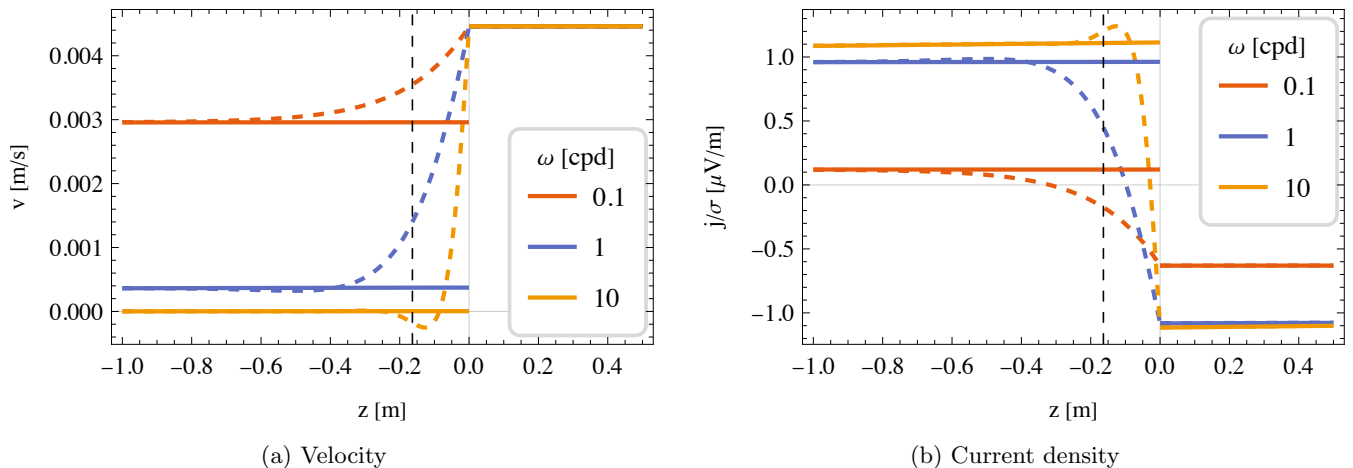 0.004
0.003
0.002
0.001
0.000
v [m/s]
ω [cpd]
0.1
1
10
−1.0 −0.8 −0.6 −0.4 −0.2 0.0 0.2 0.4
z [m]
(a) Velocity
1.0
0.5
0.0
−0.5
−1.0
j/σ [μV/m]
ω [cpd]
0.1
1
10
−1.0 −0.8 −0.6 −0.4 −0.2 0.0 0.2 0.4
z [m]
(b) Current density